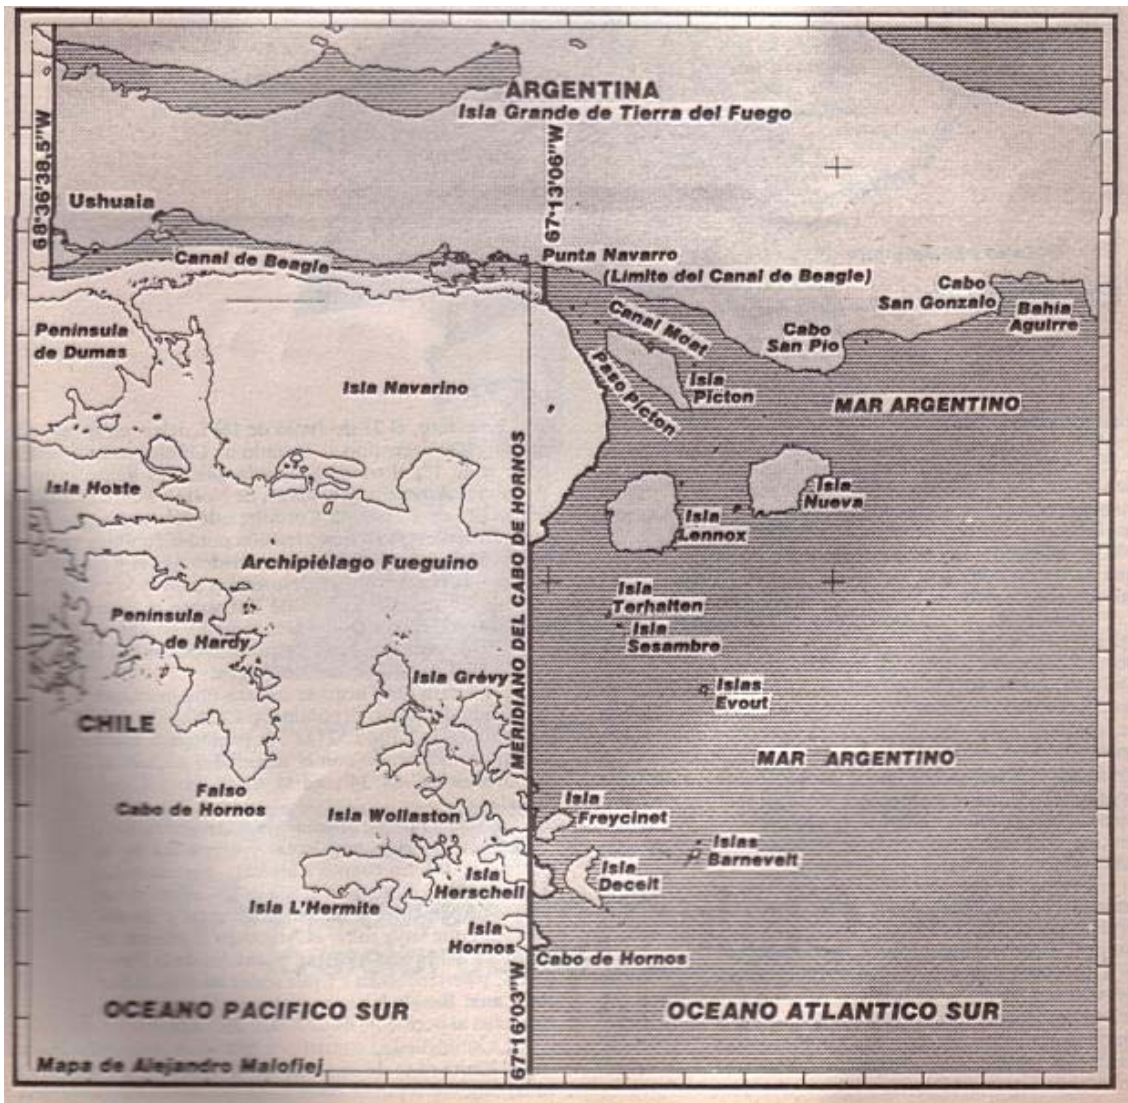 ARGENTINA
Isla Grande de Tierra del Fuego
68°36'38,5"W
67°13'06"W
Ushuaia
Canal de Beagle
Punta Navarro
(Límite del Canal de Beagle)
Cabo
San Gonzalo
Bahía
Aguirre
Canal Moat
Cabo
San Pío
Península
de Dumas
Isla Navarino
Paso Picton
Isla
Picton
MAR ARGENTINO
Isla Hoste
Isla
Nueva
Isla
Lennox
Archipiélago Fueguino
MERIDIANO DEL CABO DE HORNOS
Isla
Terhalten
Península
de Hardy
Isla
Sesambre
Isla Grévy
Islas
Evout
CHILE
MAR ARGENTINO
Falso
Cabo de Hornos
Isla Wollaston
Isla
Freycinet
Islas
Barnevelt
Isla
Herschell
Isla
Deceit
Isla L'Hermite
Isla
Hornos
Cabo de Hornos
67°16'03"W
OCEANO PACIFICO SUR
OCEANO ATLANTICO SUR
Mapa de Alejandro Malofiej